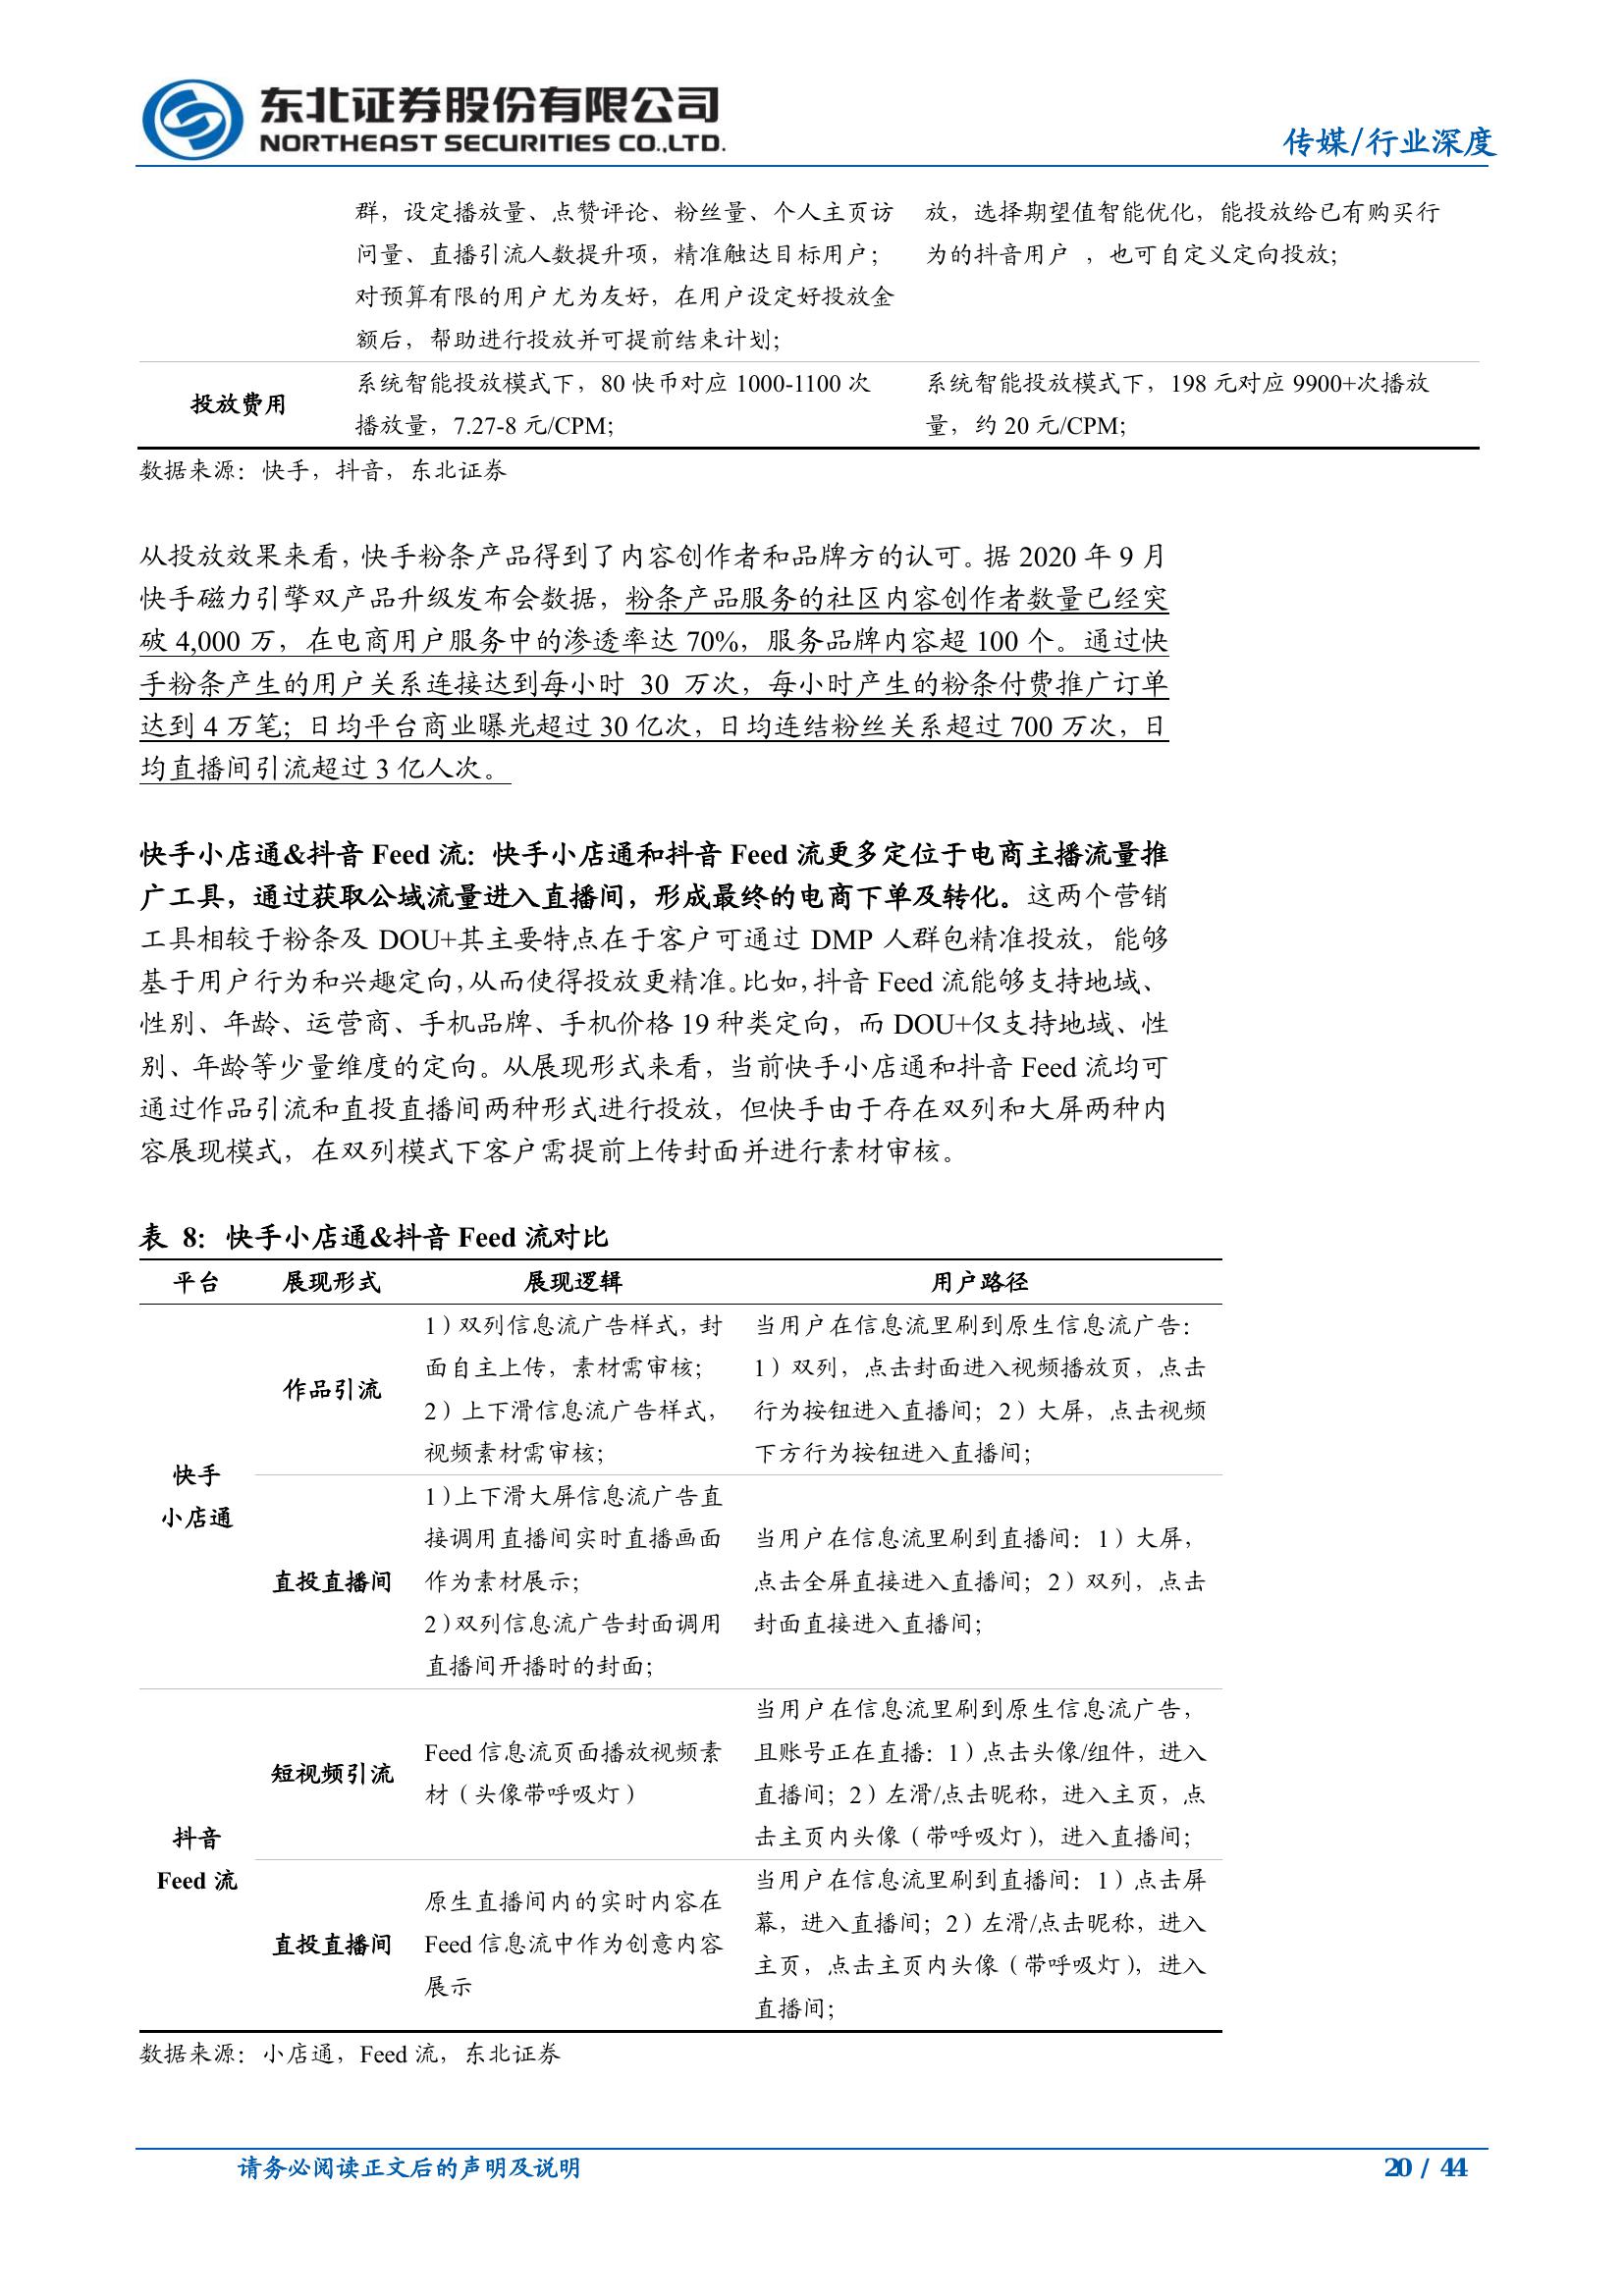 东北证券股份有限公司
NORTHEAST SECURITIES CO.,LTD.
传媒/行业深度
群，设定播放量、点赞评论、粉丝量、个人主页访
问量、直播引流人数提升项，精准触达目标用户；
对预算有限的用户尤为友好，在用户设定好投放金
额后，帮助进行投放并可提前结束计划；
放，选择期望值智能优化，能投放给已有购买行
为的抖音用户 ，也可自定义定向投放；
投放费用
系统智能投放模式下，80 快币对应 1000-1100 次
播放量，7.27-8 元/CPM；
系统智能投放模式下，198 元对应 9900+次播放
量，约 20 元/CPM；
数据来源：快手，抖音，东北证券
从投放效果来看，快手粉条产品得到了内容创作者和品牌方的认可。据 2020 年 9 月
快手磁力引擎双产品升级发布会数据，粉条产品服务的社区内容创作者数量已经突
破 4,000 万，在电商用户服务中的渗透率达 70%，服务品牌内容超 100 个。通过快
手粉条产生的用户关系连接达到每小时 30 万次，每小时产生的粉条付费推广订单
达到 4 万笔；日均平台商业曝光超过 30 亿次，日均连结粉丝关系超过 700 万次，日
均直播间引流超过 3 亿人次。
快手小店通&抖音 Feed 流：快手小店通和抖音 Feed 流更多定位于电商主播流量推
广工具，通过获取公域流量进入直播间，形成最终的电商下单及转化。这两个营销
工具相较于粉条及 DOU+其主要特点在于客户可通过 DMP 人群包精准投放，能够
基于用户行为和兴趣定向，从而使得投放更精准。比如，抖音 Feed 流能够支持地域、
性别、年龄、运营商、手机品牌、手机价格 19 种类定向，而 DOU+仅支持地域、性
别、年龄等少量维度的定向。从展现形式来看，当前快手小店通和抖音 Feed 流均可
通过作品引流和直投直播间两种形式进行投放，但快手由于存在双列和大屏两种内
容展现模式，在双列模式下客户需提前上传封面并进行素材审核。
表 8：快手小店通&抖音 Feed 流对比
平台 展现形式 展现逻辑 用户路径
快手
小店通
作品引流
1）双列信息流广告样式，封
面自主上传，素材需审核；
2）上下滑信息流广告样式，
视频素材需审核；
当用户在信息流里刷到原生信息流广告：
1）双列，点击封面进入视频播放页，点击
行为按钮进入直播间；2）大屏，点击视频
下方行为按钮进入直播间；
直投直播间
1）上下滑大屏信息流广告直
接调用直播间实时直播画面
作为素材展示；
2）双列信息流广告封面调用
直播间开播时的封面；
当用户在信息流里刷到直播间：1）大屏，
点击全屏直接进入直播间；2）双列，点击
封面直接进入直播间；
抖音
Feed 流
短视频引流
Feed 信息流页面播放视频素
材（头像带呼吸灯）
当用户在信息流里刷到原生信息流广告，
且账号正在直播：1）点击头像/组件，进入
直播间；2）左滑/点击昵称，进入主页，点
击主页内头像（带呼吸灯），进入直播间；
直投直播间
原生直播间内的实时内容在
Feed 信息流中作为创意内容
展示
当用户在信息流里刷到直播间：1）点击屏
幕，进入直播间；2）左滑/点击昵称，进入
主页，点击主页内头像（带呼吸灯），进入
直播间；
数据来源：小店通，Feed 流，东北证券
请务必阅读正文后的声明及说明
20 / 44